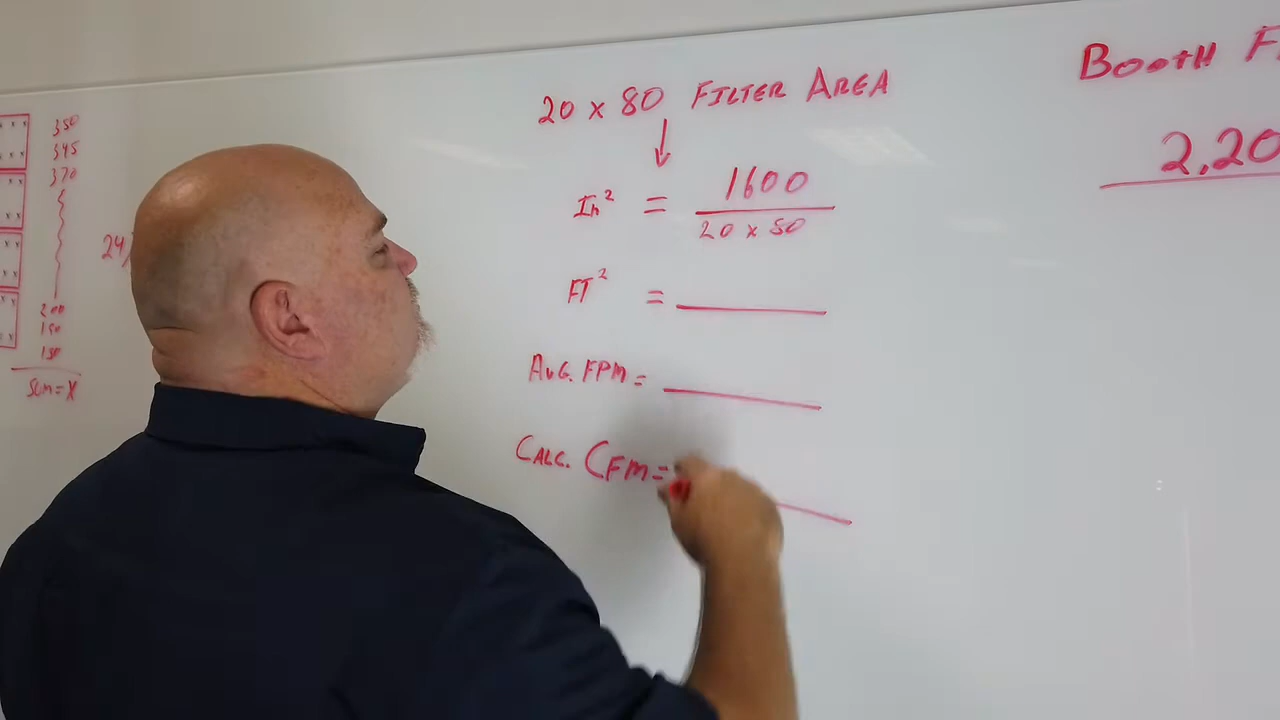 350
345
370
200
150
150
SUM = X
24/
20 x 80 FILTER AREA
In² = 1600
20 x 80
FT² =
AVG. FPM =
CALC. CFM =
BOOTH F
2,20